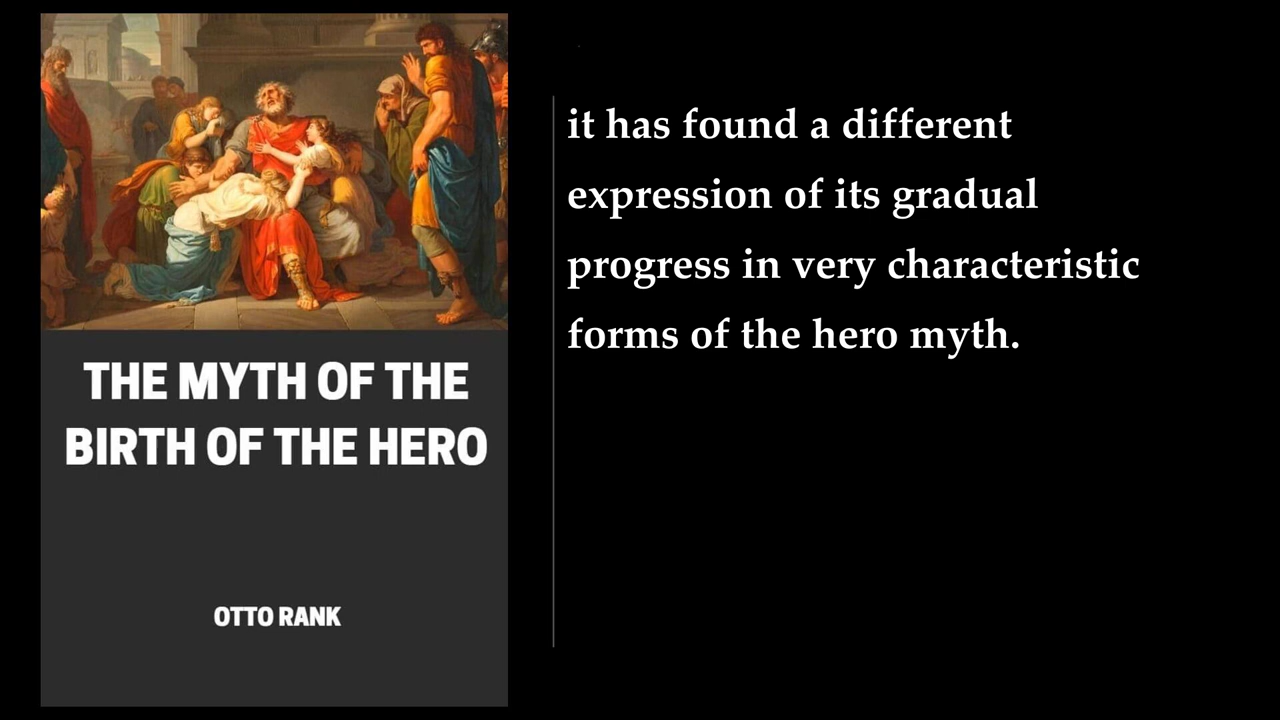 THE MYTH OF THE
BIRTH OF THE HERO
OTTO RANK
it has found a different
expression of its gradual
progress in very characteristic
forms of the hero myth.